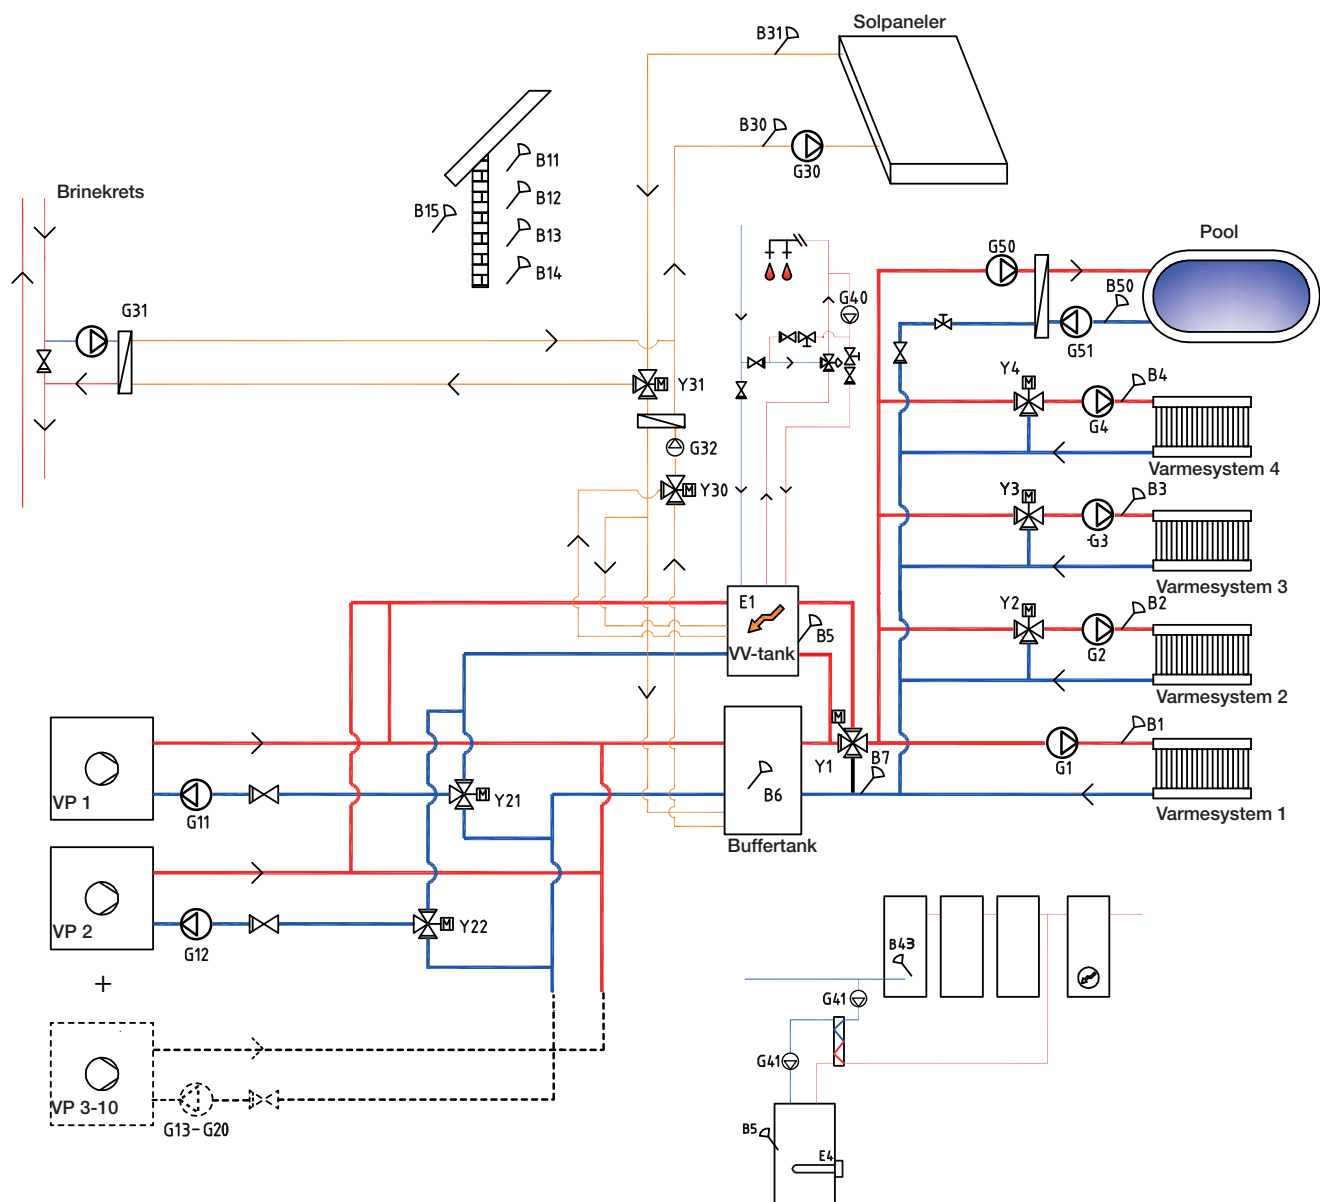 Solpaneler
B31
B30
G30
B11
B12
B13
B14
B15
Brinekrets
G31
Pool
G50
B50
G51
G40
Y31
M
G32
Y30
M
Y4
M
B4
G4
Varmesystem 4
Y3
M
B3
G3
Varmesystem 3
Y2
M
B2
G2
Varmesystem 2
E1
B5
VV-tank
M
Y1
B7
B1
G1
Varmesystem 1
B6
Buffertank
VP 1
G11
M
Y21
VP 2
G12
M
Y22
+
VP 3-10
G13-G20
B43
G41
G41
B5
E4